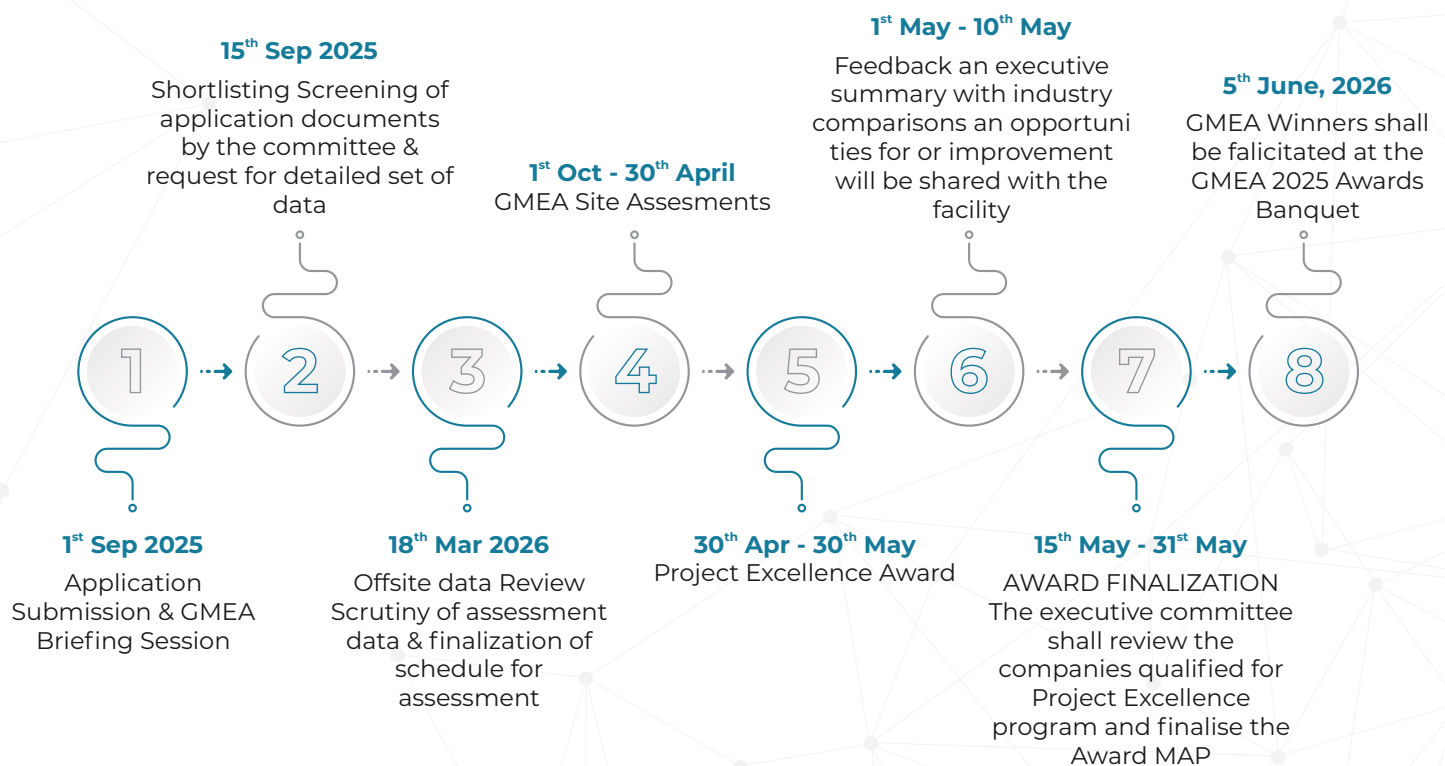 1
1st Sep 2025
Application
Submission & GMEA
Briefing Session
2
15th Sep 2025
Shortlisting Screening of
application documents
by the committee &
request for detailed set of
data
3
18th Mar 2026
Offsite data Review
Scrutiny of assessment
data & finalization of
schedule for
assessment
4
1st Oct - 30th April
GMEA Site Assesments
5
30th Apr - 30th May
Project Excellence Award
6
1st May - 10th May
Feedback an executive
summary with industry
comparisons an opportuni
ties for or improvement
will be shared with the
facility
7
15th May - 31st May
AWARD FINALIZATION
The executive committee
shall review the
companies qualified for
Project Excellence
program and finalise the
Award MAP
8
5th June, 2026
GMEA Winners shall
be falicitated at the
GMEA 2025 Awards
Banquet